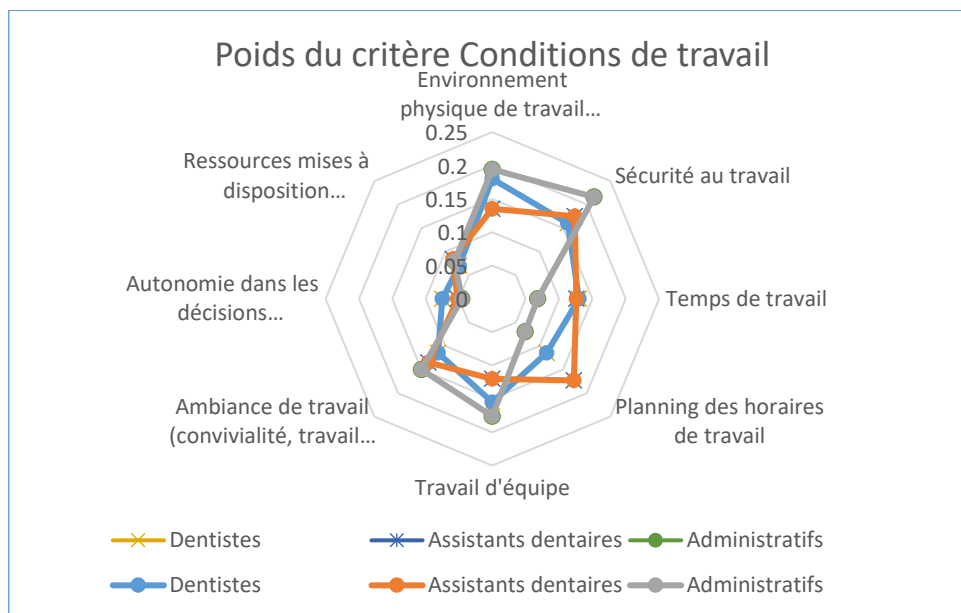 Poids du critère Conditions de travail
Environnement
physique de travail...
Ressources mises à
disposition...
Sécurité au travail
0.25
0.2
0.15
0.1
0.05
0
Autonomie dans les
décisions...
Temps de travail
Ambiance de travail
(convivialité, travail...
Planning des horaires
de travail
Travail d'équipe
Dentistes
Assistants dentaires
Administratifs
Dentistes
Assistants dentaires
Administratifs